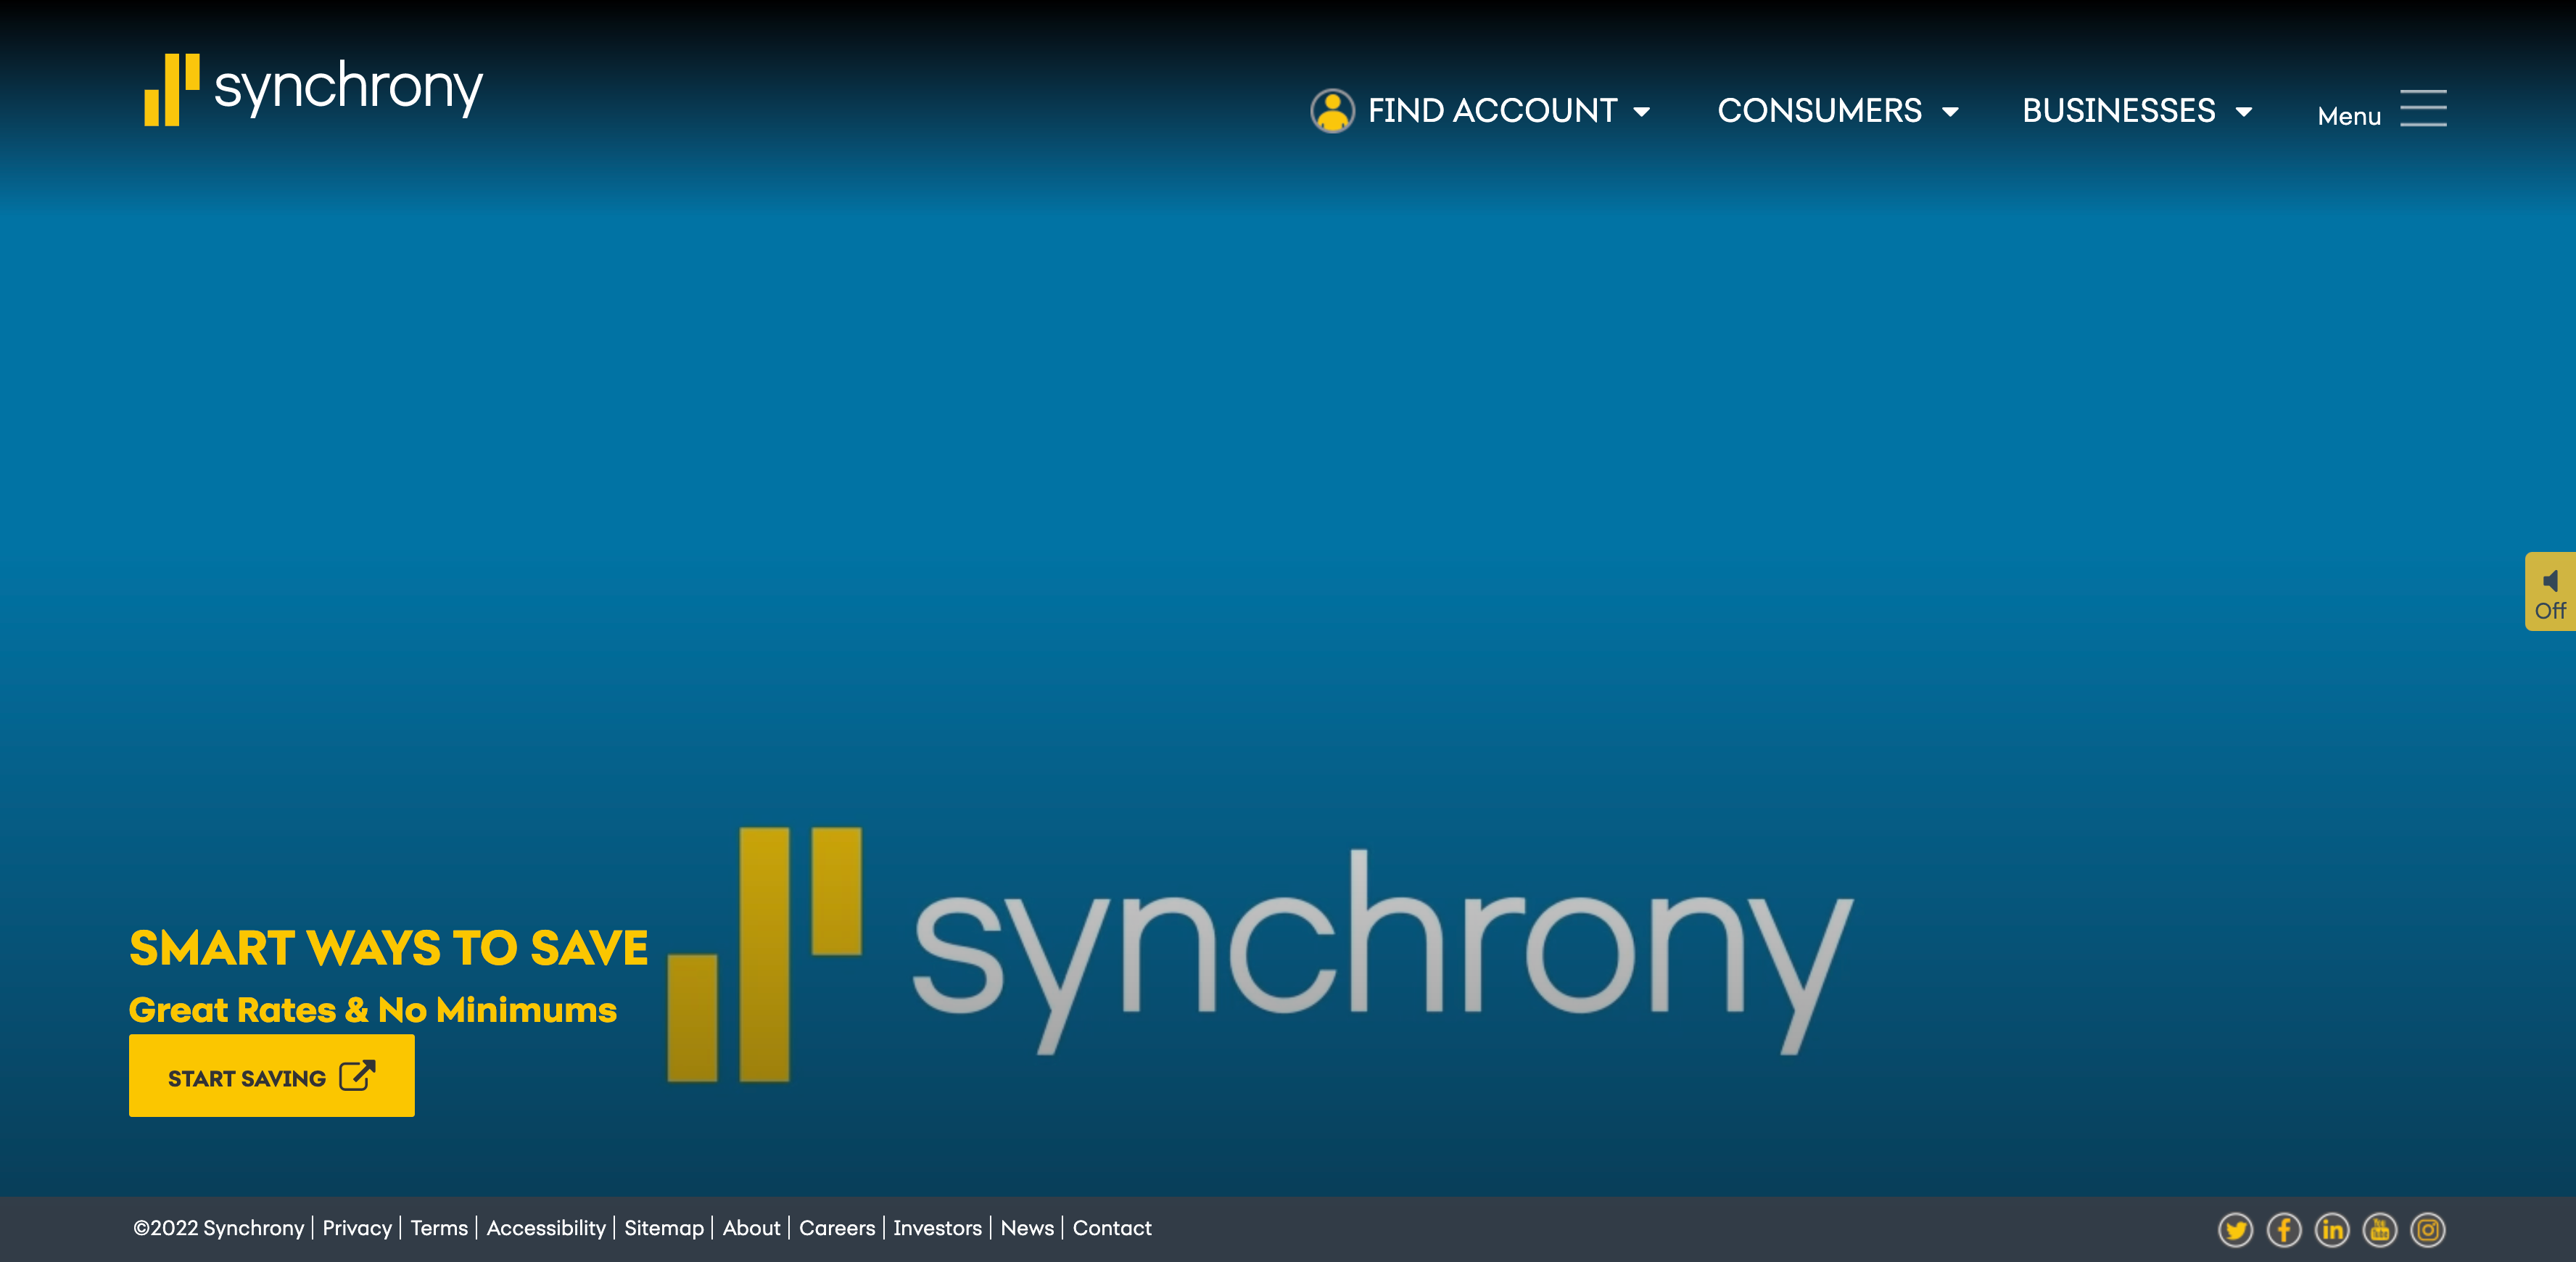 synchrony
FIND ACCOUNT
CONSUMERS
BUSINESSES
Menu
Off
synchrony
SMART WAYS TO SAVE
Great Rates & No Minimums
START SAVING
©2022 Synchrony | Privacy | Terms | Accessibility | Sitemap | About | Careers | Investors | News | Contact